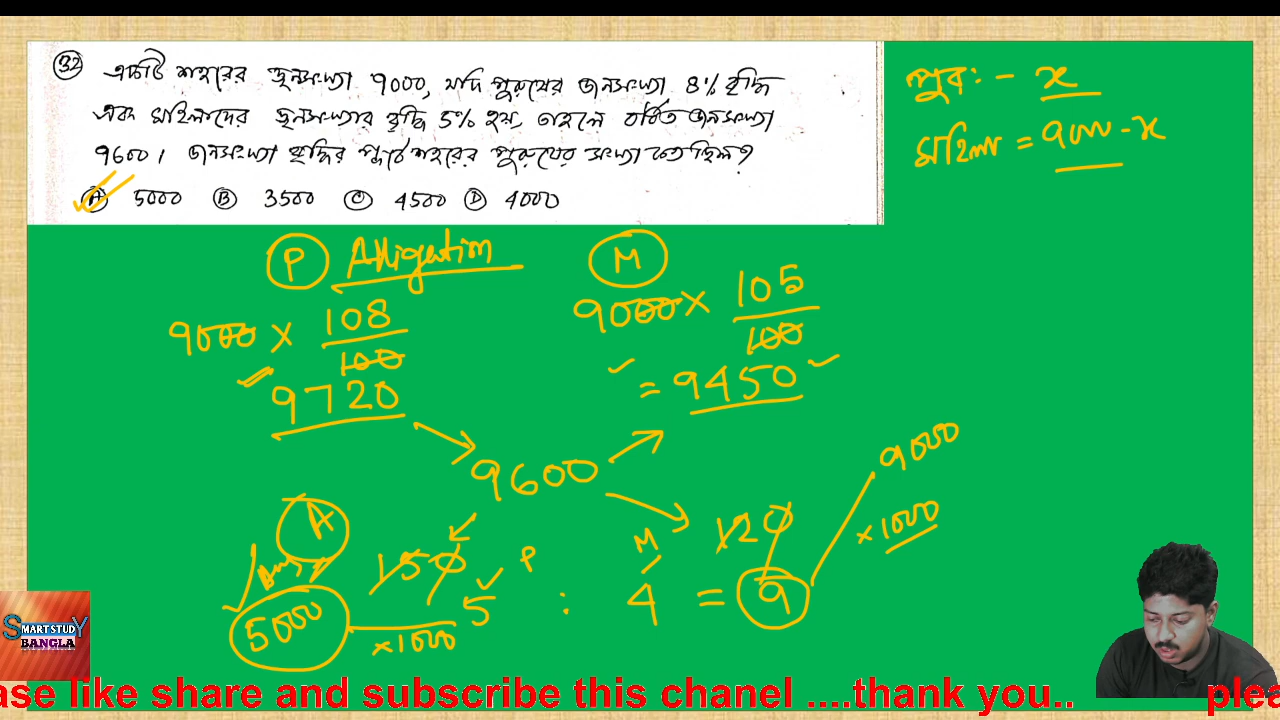 32 একটি শহরের জনসংখ্যা 9000, যদি পুরুষের জনসংখ্যা 8% বৃদ্ধি
এবং মহিলাদের জনসংখ্যার বৃদ্ধি 5% হয়, তাহলে বর্ধিত জনসংখ্যা
9600। জনসংখ্যা বৃদ্ধির পূর্বে শহরের পুরুষের সংখ্যা কত ছিল?
A 5000 B 3500 C 4500 D 4000
পুরু:- x
মহিলা = 9000 - x
P Alligation M
9000 × 108/100
9720
9000 × 105/100
= 9450
9600
9000
×1000
A
150 P M 120
5000 5 : 4 = 9
×1000
SMART STUDY
BANGLA
ase like share and subscribe this chanel ....thank you.. plea